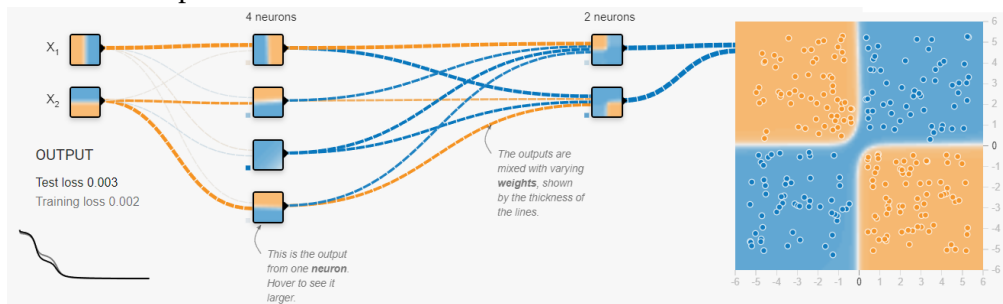 4 neurons
2 neurons
X1
X2
OUTPUT
Test loss 0.003
Training loss 0.002
This is the output
from one neuron.
Hover to see it
larger.
The outputs are
mixed with varying
weights, shown
by the thickness of
the lines.
6
5
4
3
2
1
0
-1
-2
-3
-4
-5
-6
-6 -5 -4 -3 -2 -1 0 1 2 3 4 5 6